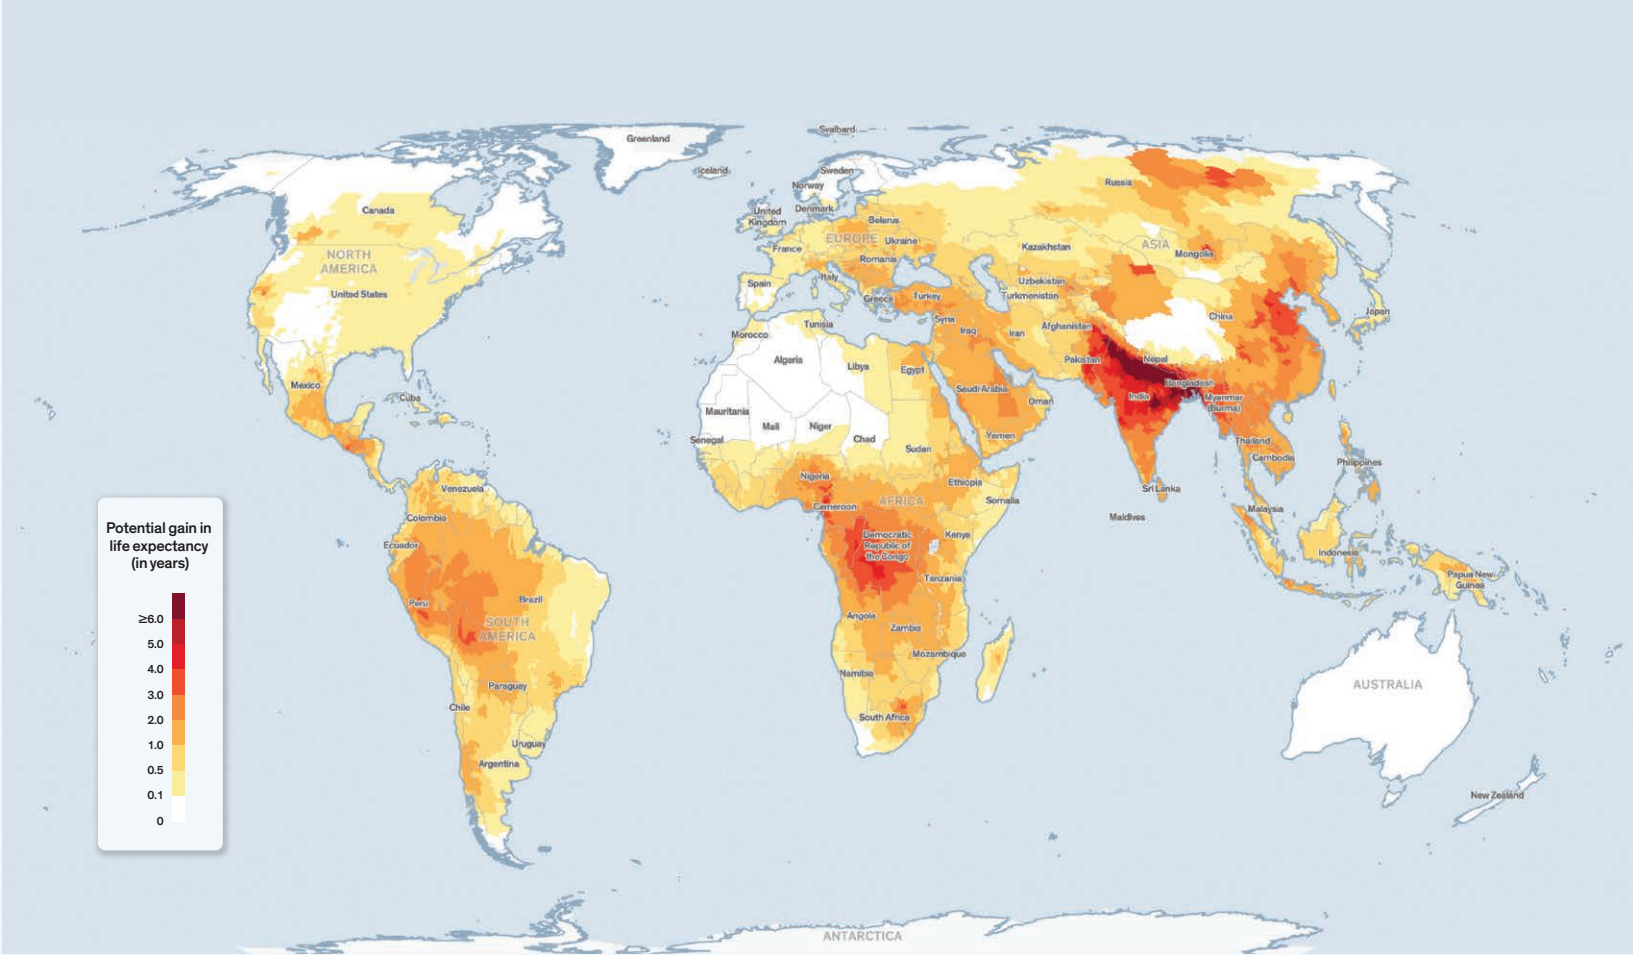 Greenland
Svalbard
Iceland
Sweden
Norway
Russia
Canada
United
Kingdom
Denmark
Belarus
EUROPE
Ukraine
NORTH
AMERICA
France
Romania
Kazakhstan
ASIA
Mongolia
United States
Spain
Italy
Greece
Turkey
Uzbekistan
Turkmenistan
China
Japan
Morocco
Tunisia
Syria
Iraq
Iran
Afghanistan
Algeria
Libya
Egypt
Pakistan
Nepal
Mexico
Cuba
Saudi Arabia
Bangladesh
Oman
India
Myanmar
(Burma)
Mauritania
Mali
Niger
Chad
Senegal
Sudan
Yemen
Thailand
Cambodia
Philippines
Venezuela
Nigeria
Ethiopia
AFRICA
Somalia
Sri Lanka
Cameroon
Maldives
Malaysia
Colombia
Ecuador
Democratic
Republic of
the Congo
Kenya
Indonesia
Tanzania
Papua New
Guinea
Peru
Brazil
SOUTH
AMERICA
Angola
Zambia
Mozambique
Namibia
Paraguay
AUSTRALIA
Chile
South Africa
Uruguay
Argentina
New Zealand
ANTARCTICA
Potential gain in
life expectancy
(in years)
≥6.0
5.0
4.0
3.0
2.0
1.0
0.5
0.1
0